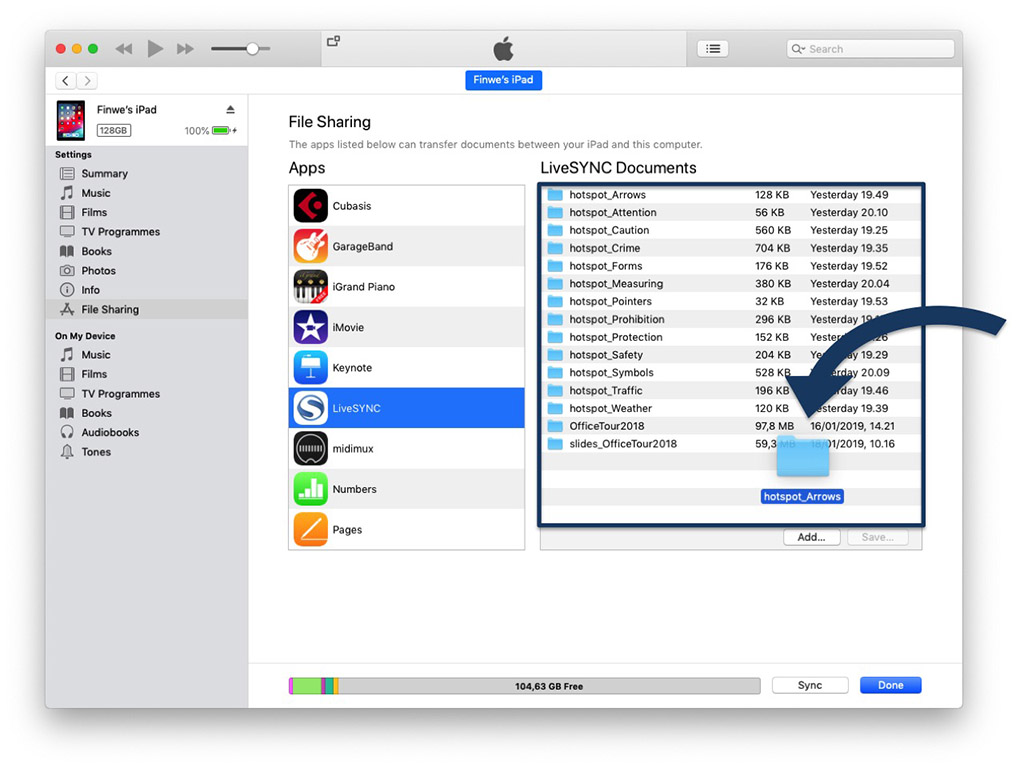 Search
Finwe's iPad
Finwe's iPad
128GB
100%
Settings
Summary
Music
Films
TV Programmes
Books
Photos
Info
File Sharing
On My Device
Music
Films
TV Programmes
Books
Audiobooks
Tones
File Sharing
The apps listed below can transfer documents between your iPad and this computer.
Apps
Cubasis
GarageBand
iGrand Piano
iMovie
Keynote
LiveSYNC
midimux
Numbers
Pages
LiveSYNC Documents
hotspot_Arrows 128 KB Yesterday 19.49
hotspot_Attention 56 KB Yesterday 20.10
hotspot_Caution 560 KB Yesterday 19.25
hotspot_Crime 704 KB Yesterday 19.35
hotspot_Forms 176 KB Yesterday 19.52
hotspot_Measuring 380 KB Yesterday 20.04
hotspot_Pointers 32 KB Yesterday 19.53
hotspot_Prohibition 296 KB Yesterday
hotspot_Protection 152 KB Yesterday
hotspot_Safety 204 KB Yesterday 19.29
hotspot_Symbols 528 KB Yesterday 20.09
hotspot_Traffic 196 KB Yesterday 19.46
hotspot_Weather 120 KB Yesterday 19.39
OfficeTour2018 97,8 MB 16/01/2019, 14.21
slides_OfficeTour2018 59,3 MB 16/01/2019, 10.16
hotspot_Arrows
Add...
Save...
104,63 GB Free
Sync
Done